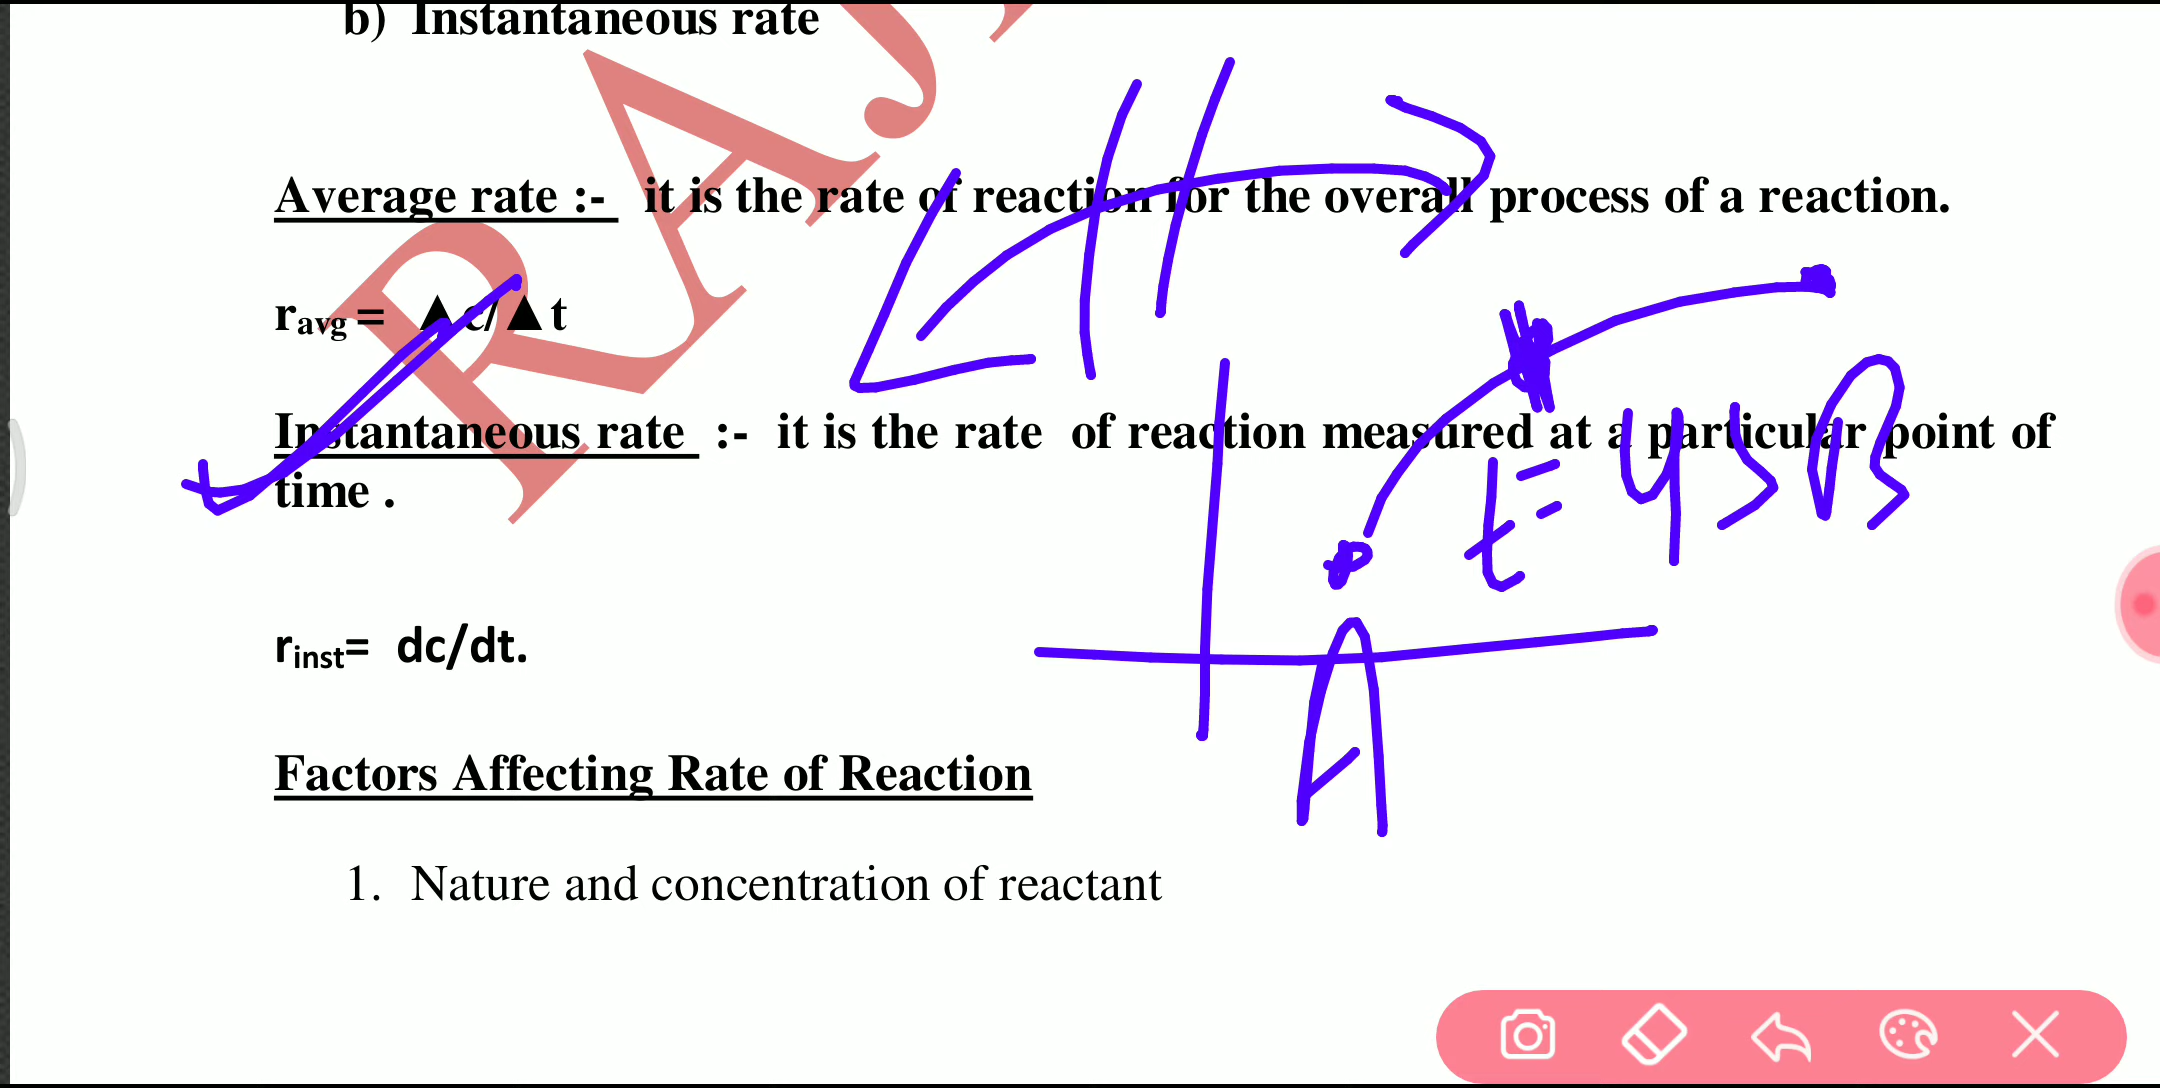 b) Instantaneous rate
Average rate :- it is the rate of reaction for the overall process of a reaction.
ravg = ▲c/▲t
Instantaneous rate :- it is the rate of reaction measured at a particular point of
time .
t = 4s B
rinst= dc/dt.
A
Factors Affecting Rate of Reaction
1. Nature and concentration of reactant
RAJ